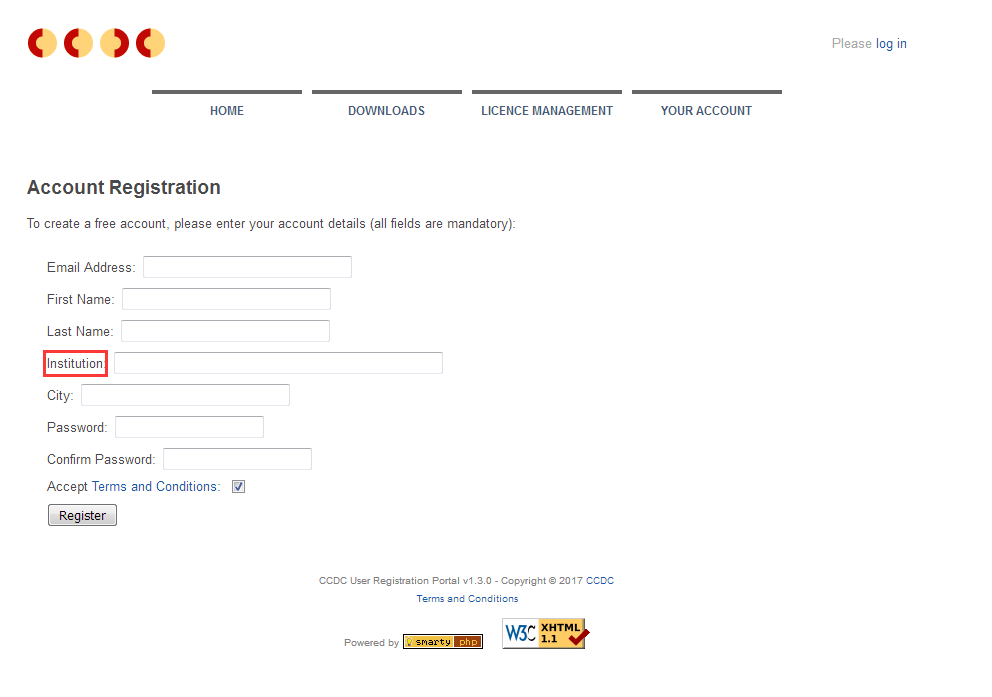 Please log in
HOME DOWNLOADS LICENCE MANAGEMENT YOUR ACCOUNT
Account Registration
To create a free account, please enter your account details (all fields are mandatory):
Email Address:
First Name:
Last Name:
Institution:
City:
Password:
Confirm Password:
Accept Terms and Conditions:
Register
CCDC User Registration Portal v1.3.0 - Copyright © 2017 CCDC
Terms and Conditions
Powered by smarty php W3C XHTML 1.1